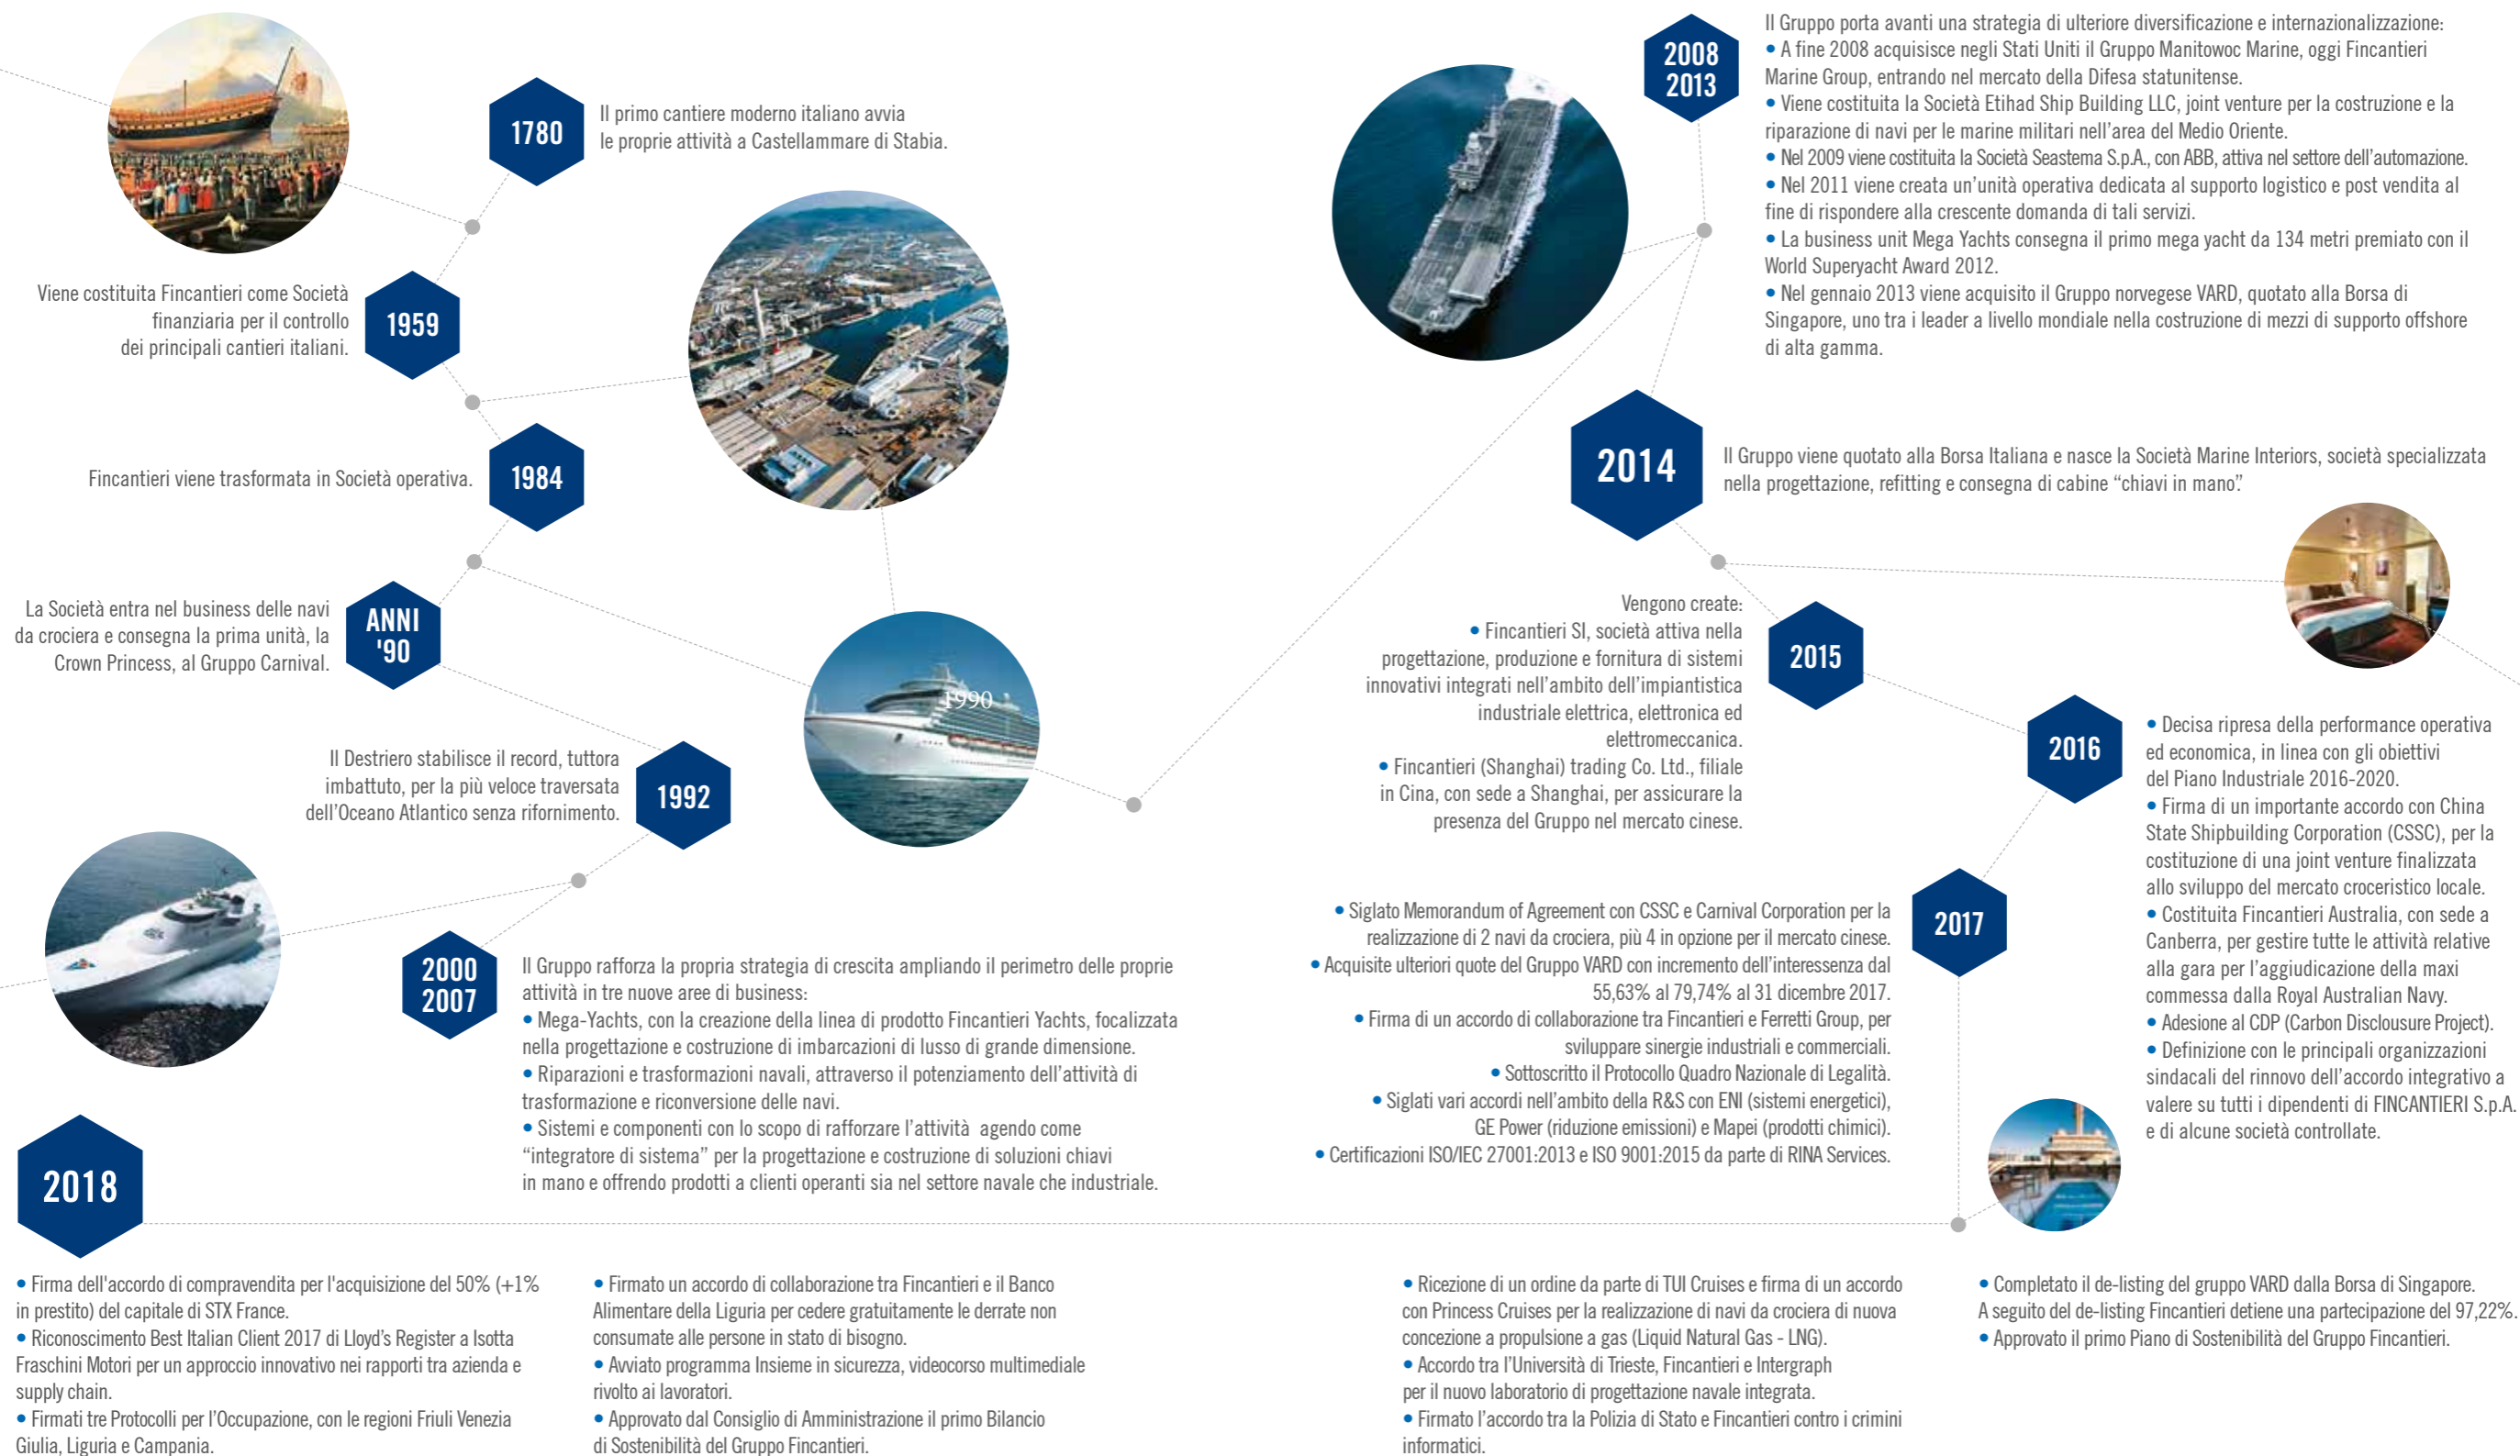 1780
Il primo cantiere moderno italiano avvia
le proprie attività a Castellammare di Stabia.
Viene costituita Fincantieri come Società
finanziaria per il controllo
dei principali cantieri italiani.
1959
Fincantieri viene trasformata in Società operativa.
1984
La Società entra nel business delle navi
da crociera e consegna la prima unità, la
Crown Princess, al Gruppo Carnival.
ANNI
'90
1990
Il Destriero stabilisce il record, tuttora
imbattuto, per la più veloce traversata
dell’Oceano Atlantico senza rifornimento.
1992
2000
2007
Il Gruppo rafforza la propria strategia di crescita ampliando il perimetro delle proprie
attività in tre nuove aree di business:
• Mega-Yachts, con la creazione della linea di prodotto Fincantieri Yachts, focalizzata
nella progettazione e costruzione di imbarcazioni di lusso di grande dimensione.
• Riparazioni e trasformazioni navali, attraverso il potenziamento dell’attività di
trasformazione e riconversione delle navi.
• Sistemi e componenti con lo scopo di rafforzare l’attività agendo come
“integratore di sistema” per la progettazione e costruzione di soluzioni chiavi
in mano e offrendo prodotti a clienti operanti sia nel settore navale che industriale.
2008
2013
Il Gruppo porta avanti una strategia di ulteriore diversificazione e internazionalizzazione:
• A fine 2008 acquisisce negli Stati Uniti il Gruppo Manitowoc Marine, oggi Fincantieri
Marine Group, entrando nel mercato della Difesa statunitense.
• Viene costituita la Società Etihad Ship Building LLC, joint venture per la costruzione e la
riparazione di navi per le marine militari nell’area del Medio Oriente.
• Nel 2009 viene costituita la Società Seastema S.p.A., con ABB, attiva nel settore dell’automazione.
• Nel 2011 viene creata un’unità operativa dedicata al supporto logistico e post vendita al
fine di rispondere alla crescente domanda di tali servizi.
• La business unit Mega Yachts consegna il primo mega yacht da 134 metri premiato con il
World Superyacht Award 2012.
• Nel gennaio 2013 viene acquisito il Gruppo norvegese VARD, quotato alla Borsa di
Singapore, uno tra i leader a livello mondiale nella costruzione di mezzi di supporto offshore
di alta gamma.
2014
Il Gruppo viene quotato alla Borsa Italiana e nasce la Società Marine Interiors, società specializzata
nella progettazione, refitting e consegna di cabine “chiavi in mano”.
Vengono create:
• Fincantieri SI, società attiva nella
progettazione, produzione e fornitura di sistemi
innovativi integrati nell’ambito dell’impiantistica
industriale elettrica, elettronica ed
elettromeccanica.
• Fincantieri (Shanghai) trading Co. Ltd., filiale
in Cina, con sede a Shanghai, per assicurare la
presenza del Gruppo nel mercato cinese.
2015
2016
• Decisa ripresa della performance operativa
ed economica, in linea con gli obiettivi
del Piano Industriale 2016-2020.
• Firma di un importante accordo con China
State Shipbuilding Corporation (CSSC), per la
costituzione di una joint venture finalizzata
allo sviluppo del mercato croceristico locale.
• Costituita Fincantieri Australia, con sede a
Canberra, per gestire tutte le attività relative
alla gara per l’aggiudicazione della maxi
commessa dalla Royal Australian Navy.
• Adesione al CDP (Carbon Disclousure Project).
• Definizione con le principali organizzazioni
sindacali del rinnovo dell’accordo integrativo a
valere su tutti i dipendenti di FINCANTIERI S.p.A.
e di alcune società controllate.
• Siglato Memorandum of Agreement con CSSC e Carnival Corporation per la
realizzazione di 2 navi da crociera, più 4 in opzione per il mercato cinese.
• Acquisite ulteriori quote del Gruppo VARD con incremento dell’interessenza dal
55,63% al 79,74% al 31 dicembre 2017.
• Firma di un accordo di collaborazione tra Fincantieri e Ferretti Group, per
sviluppare sinergie industriali e commerciali.
• Sottoscritto il Protocollo Quadro Nazionale di Legalità.
• Siglati vari accordi nell’ambito della R&S con ENI (sistemi energetici),
GE Power (riduzione emissioni) e Mapei (prodotti chimici).
• Certificazioni ISO/IEC 27001:2013 e ISO 9001:2015 da parte di RINA Services.
2017
2018
• Firma dell'accordo di compravendita per l'acquisizione del 50% (+1%
in prestito) del capitale di STX France.
• Riconoscimento Best Italian Client 2017 di Lloyd’s Register a Isotta
Fraschini Motori per un approccio innovativo nei rapporti tra azienda e
supply chain.
• Firmati tre Protocolli per l’Occupazione, con le regioni Friuli Venezia
Giulia, Liguria e Campania.
• Firmato un accordo di collaborazione tra Fincantieri e il Banco
Alimentare della Liguria per cedere gratuitamente le derrate non
consumate alle persone in stato di bisogno.
• Avviato programma Insieme in sicurezza, videocorso multimediale
rivolto ai lavoratori.
• Approvato dal Consiglio di Amministrazione il primo Bilancio
di Sostenibilità del Gruppo Fincantieri.
• Ricezione di un ordine da parte di TUI Cruises e firma di un accordo
con Princess Cruises per la realizzazione di navi da crociera di nuova
concezione a propulsione a gas (Liquid Natural Gas - LNG).
• Accordo tra l’Università di Trieste, Fincantieri e Intergraph
per il nuovo laboratorio di progettazione navale integrata.
• Firmato l’accordo tra la Polizia di Stato e Fincantieri contro i crimini
informatici.
• Completato il de-listing del gruppo VARD dalla Borsa di Singapore.
A seguito del de-listing Fincantieri detiene una partecipazione del 97,22%.
• Approvato il primo Piano di Sostenibilità del Gruppo Fincantieri.